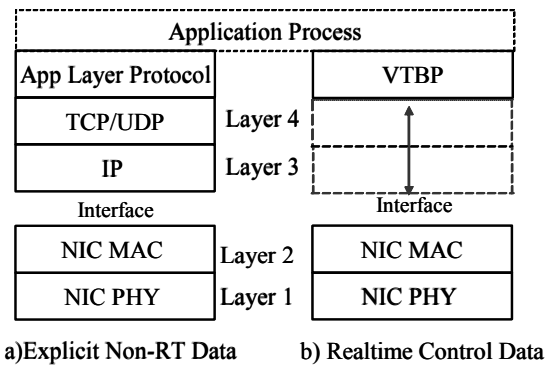 Application Process
App Layer Protocol
VTBP
TCP/UDP
Layer 4
IP
Layer 3
Interface
Interface
NIC MAC
Layer 2
NIC MAC
NIC PHY
Layer 1
NIC PHY
a)Explicit Non-RT Data
b) Realtime Control Data